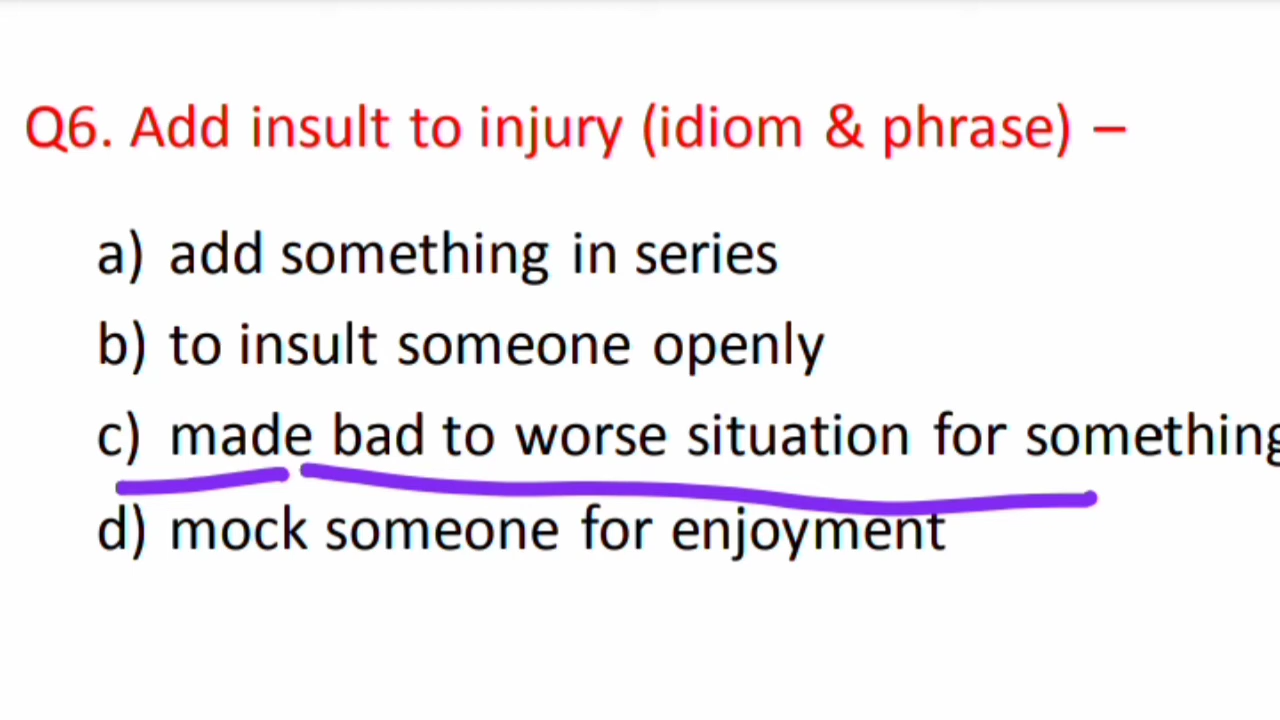 Q6. Add insult to injury (idiom & phrase) –
a) add something in series
b) to insult someone openly
c) made bad to worse situation for something
d) mock someone for enjoyment